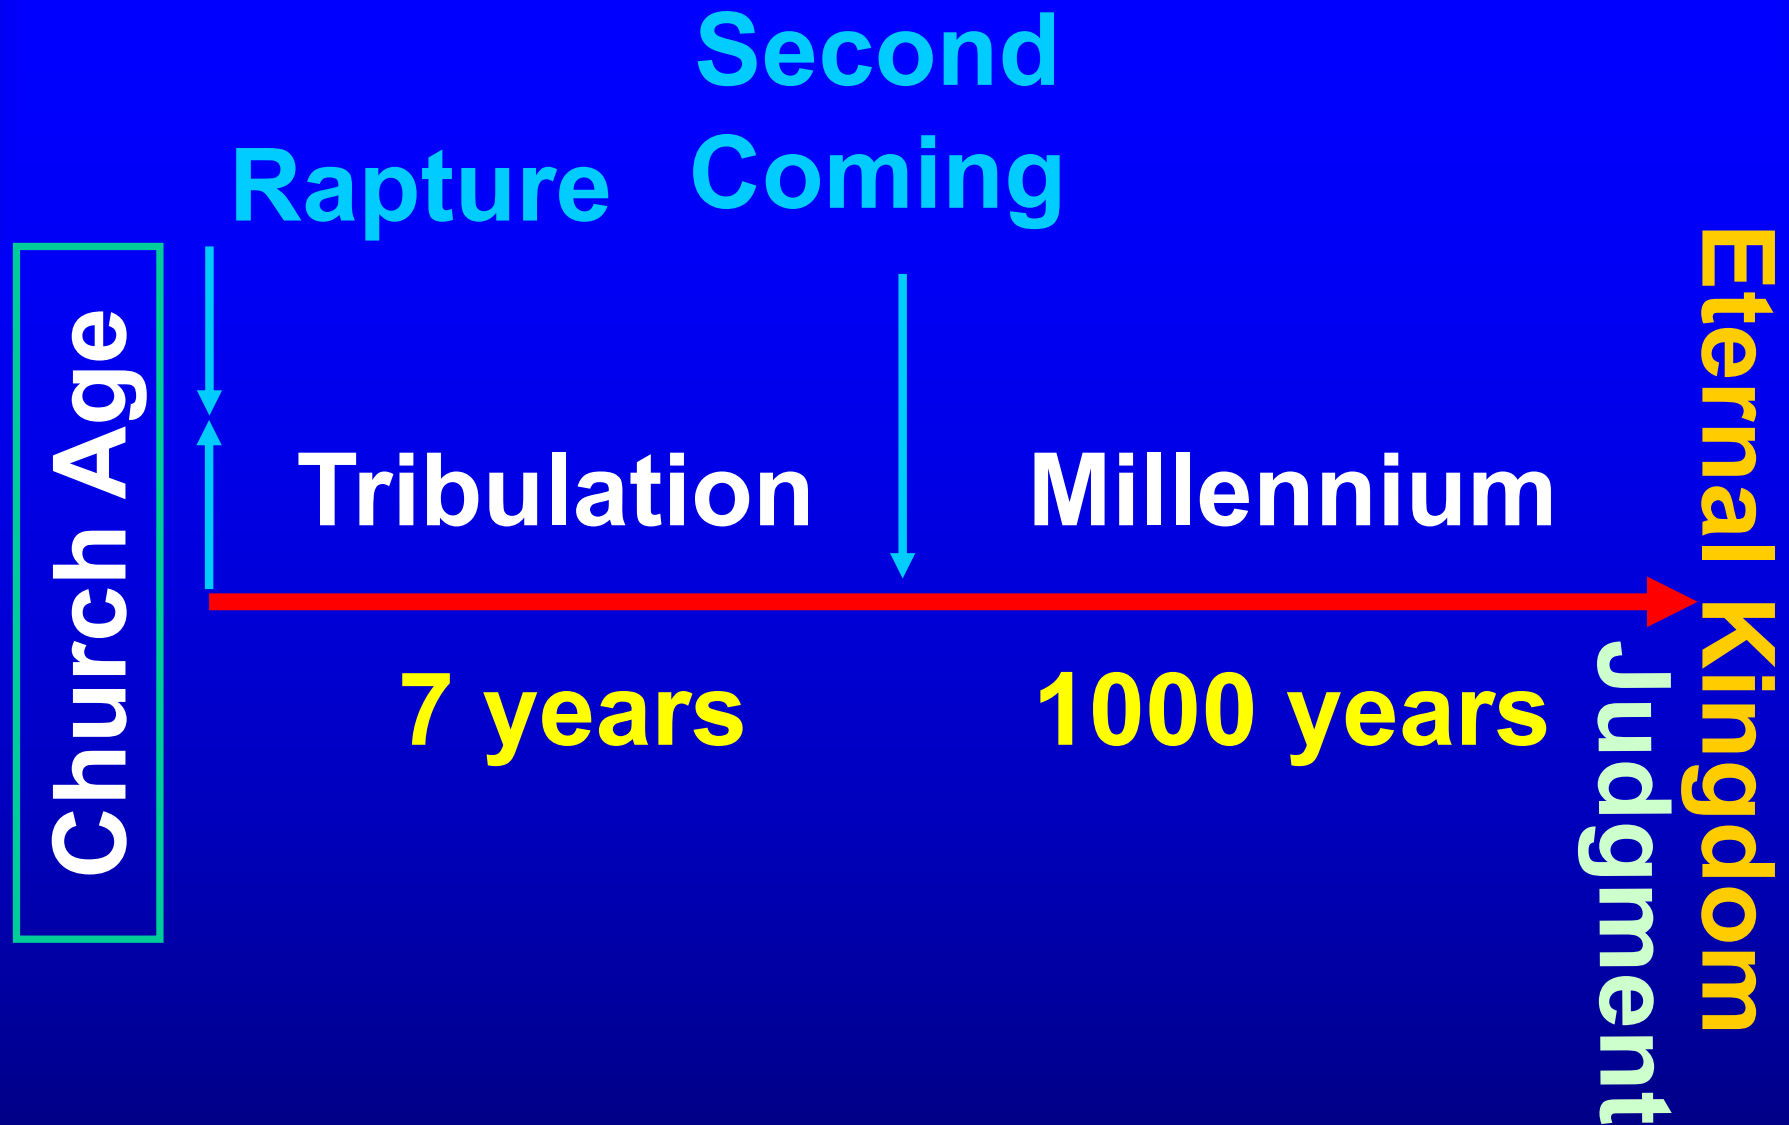 Second
Coming
Rapture
Church Age
Tribulation
Millennium
7 years
1000 years
Judgment
Eternal Kingdom